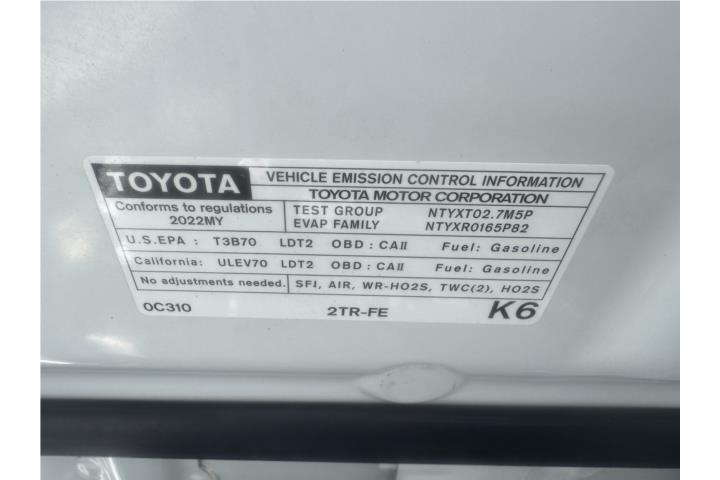 TOYOTA
VEHICLE EMISSION CONTROL INFORMATION
TOYOTA MOTOR CORPORATION
Conforms to regulations
2022MY
TEST GROUP NTYXT02.7M5P
EVAP FAMILY NTYXR0165P82
U.S.EPA : T3B70 LDT2 OBD : CAII Fuel: Gasoline
California: ULEV70 LDT2 OBD : CAII Fuel: Gasoline
No adjustments needed. SFI, AIR, WR-HO2S, TWC(2), HO2S
0C310 2TR-FE K6